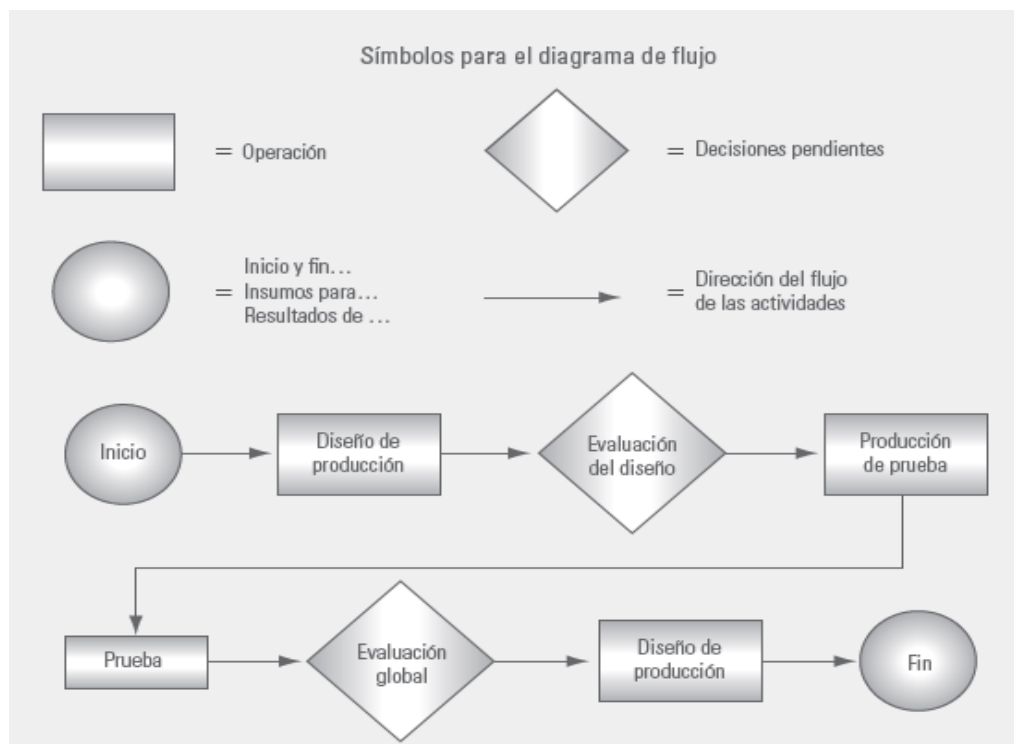 Símbolos para el diagrama de flujo
= Operación
= Decisiones pendientes
Inicio y fin...
= Insumos para...
Resultados de ...
= Dirección del flujo
de las actividades
Inicio
Diseño de
producción
Evaluación
del diseño
Producción
de prueba
Prueba
Evaluación
global
Diseño de
producción
Fin